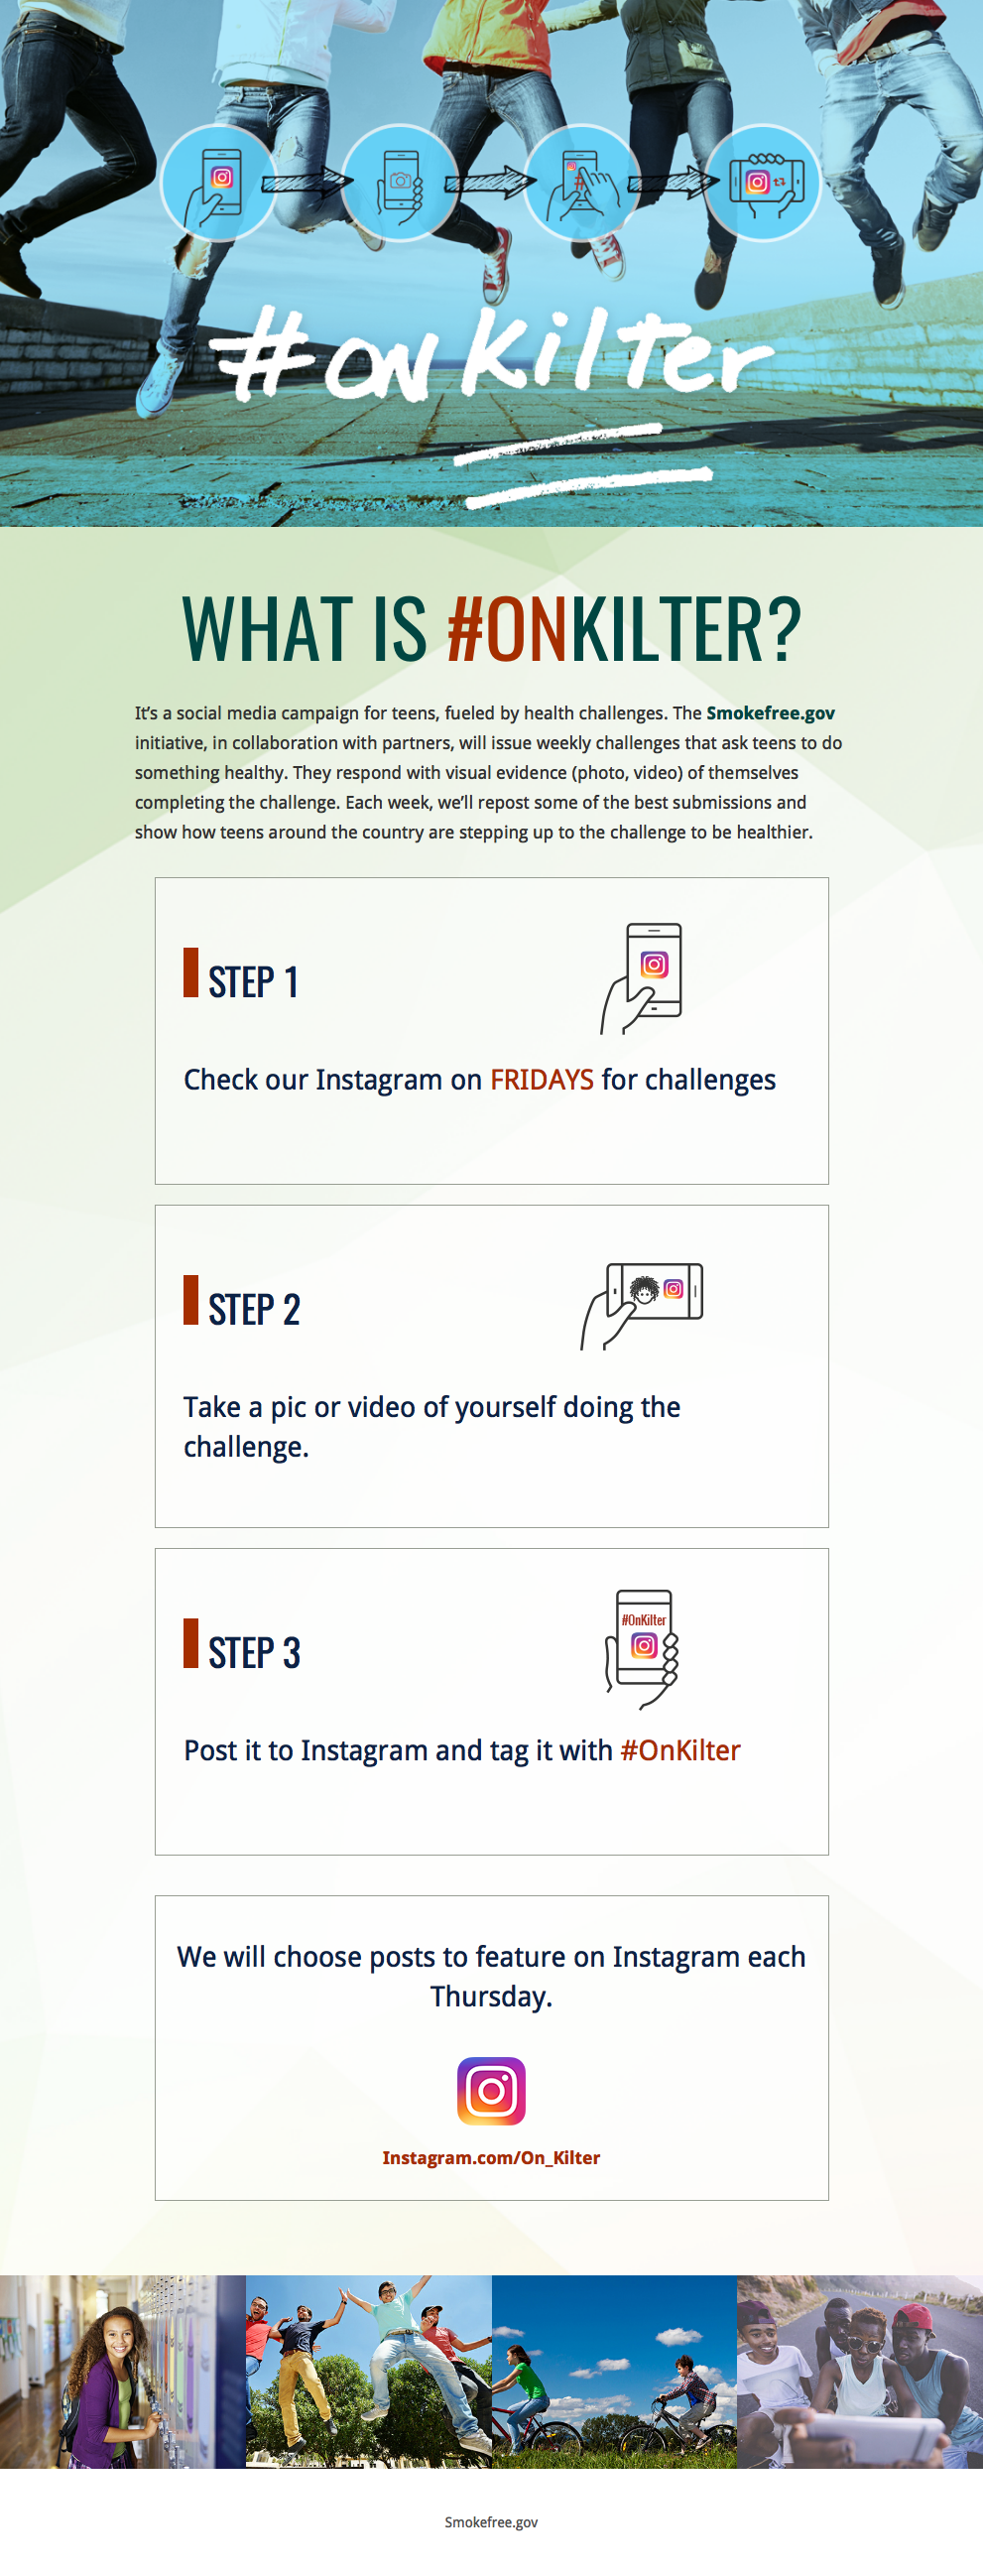 #onkilter
WHAT IS #ONKILTER?
It's a social media campaign for teens, fueled by health challenges. The Smokefree.gov
initiative, in collaboration with partners, will issue weekly challenges that ask teens to do
something healthy. They respond with visual evidence (photo, video) of themselves
completing the challenge. Each week, we'll repost some of the best submissions and
show how teens around the country are stepping up to the challenge to be healthier.
STEP 1
Check our Instagram on FRIDAYS for challenges
STEP 2
Take a pic or video of yourself doing the
challenge.
#OnKilter
STEP 3
Post it to Instagram and tag it with #OnKilter
We will choose posts to feature on Instagram each
Thursday.
Instagram.com/On_Kilter
Smokefree.gov